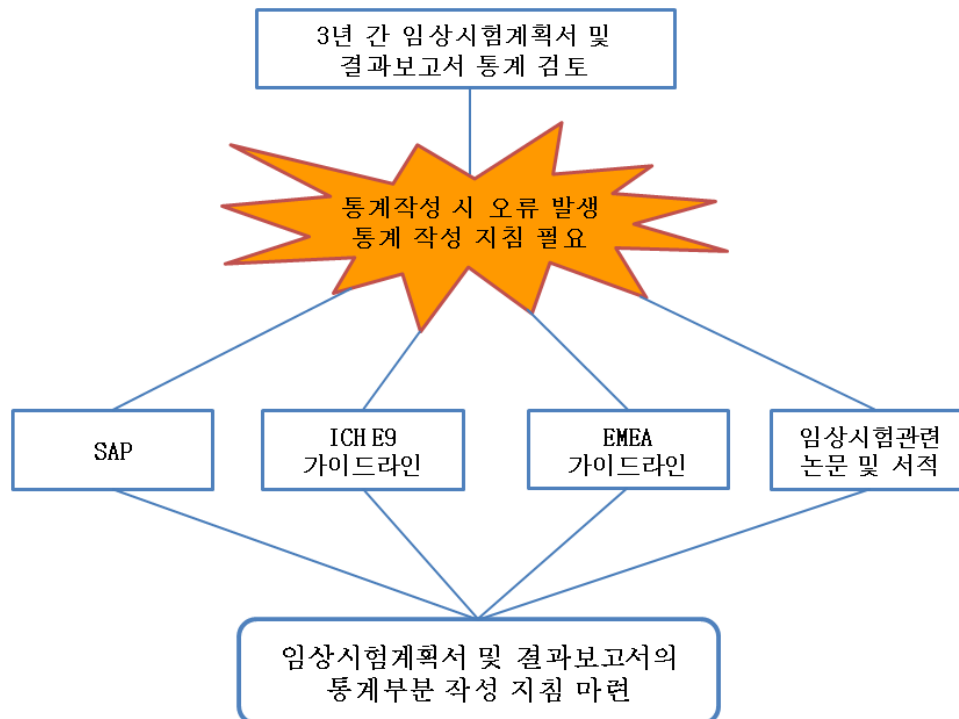 3년 간 임상시험계획서 및
결과보고서 통계 검토
통계작성 시 오류 발생
통계 작성 지침 필요
SAP
ICH E9
가이드라인
EMEA
가이드라인
임상시험관련
논문 및 서적
임상시험계획서 및 결과보고서의
통계부분 작성 지침 마련